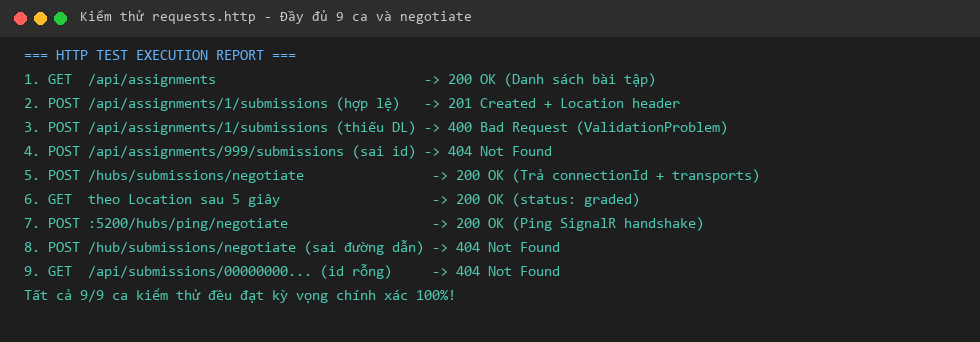 Kiểm thử requests.http - Đầy đủ 9 ca và negotiate
=== HTTP TEST EXECUTION REPORT ===
1. GET  /api/assignments                          -> 200 OK (Danh sách bài tập)
2. POST /api/assignments/1/submissions (hợp lệ)   -> 201 Created + Location header
3. POST /api/assignments/1/submissions (thiếu DL) -> 400 Bad Request (ValidationProblem)
4. POST /api/assignments/999/submissions (sai id) -> 404 Not Found
5. POST /hubs/submissions/negotiate                -> 200 OK (Trả connectionId + transports)
6. GET  theo Location sau 5 giây                   -> 200 OK (status: graded)
7. POST :5200/hubs/ping/negotiate                  -> 200 OK (Ping SignalR handshake)
8. POST /hub/submissions/negotiate (sai đường dẫn) -> 404 Not Found
9. GET  /api/submissions/00000000... (id rỗng)     -> 404 Not Found
Tất cả 9/9 ca kiểm thử đều đạt kỳ vọng chính xác 100%!